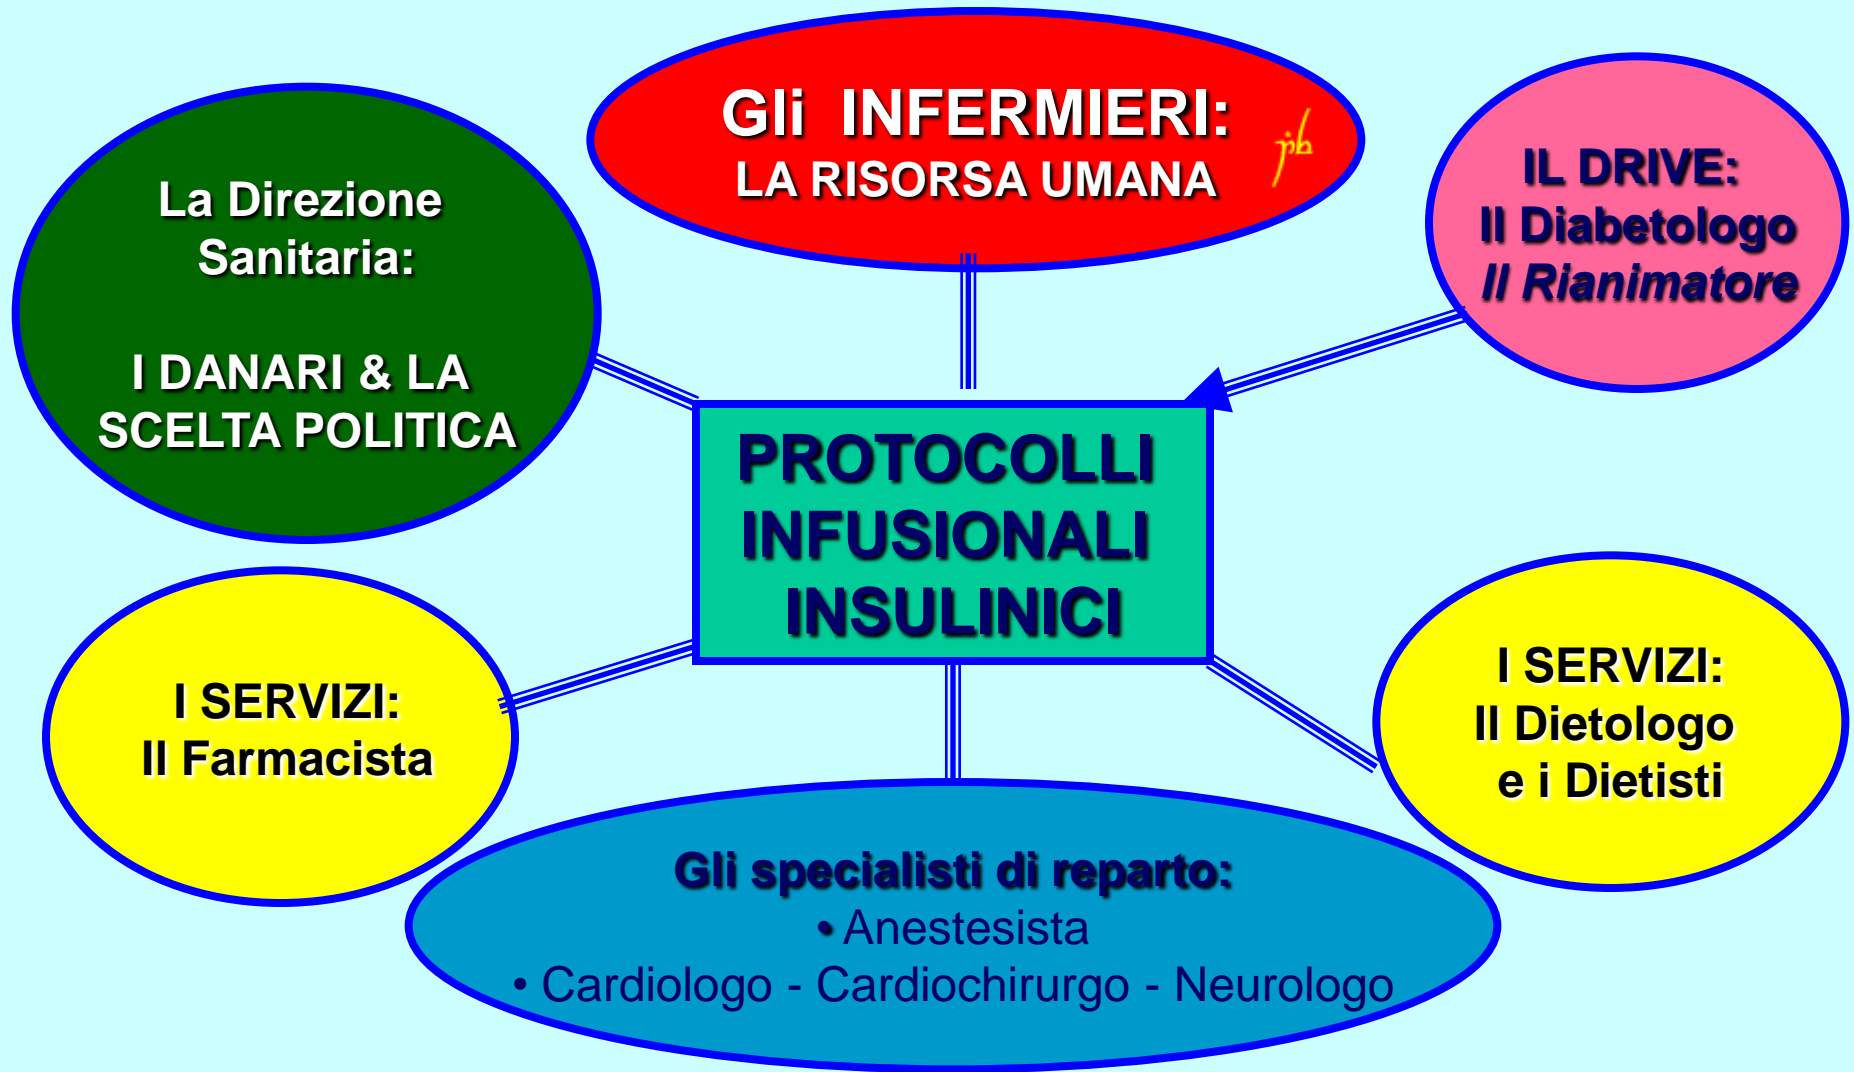 Gli INFERMIERI:
LA RISORSA UMANA
La Direzione
Sanitaria:
I DANARI & LA
SCELTA POLITICA
IL DRIVE:
Il Diabetologo
Il Rianimatore
PROTOCOLLI
INFUSIONALI
INSULINICI
I SERVIZI:
Il Farmacista
I SERVIZI:
Il Dietologo
e i Dietisti
Gli specialisti di reparto:
• Anestesista
• Cardiologo - Cardiochirurgo - Neurologo